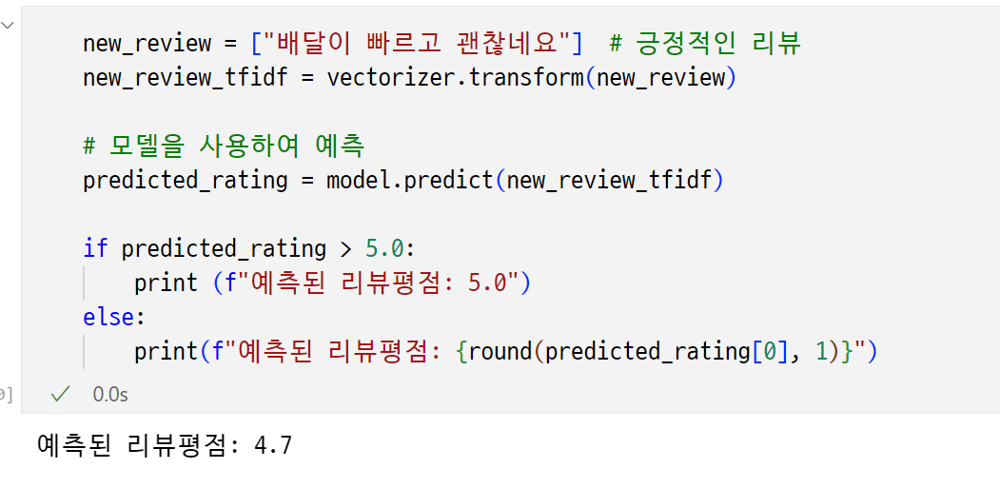 new_review = ["배달이 빠르고 괜찮네요"]  # 긍정적인 리뷰
new_review_tfidf = vectorizer.transform(new_review)
# 모델을 사용하여 예측
predicted_rating = model.predict(new_review_tfidf)
if predicted_rating > 5.0:
    print (f"예측된 리뷰평점: 5.0")
else:
    print(f"예측된 리뷰평점: {round(predicted_rating[0], 1)}")
0.0s
예측된 리뷰평점: 4.7